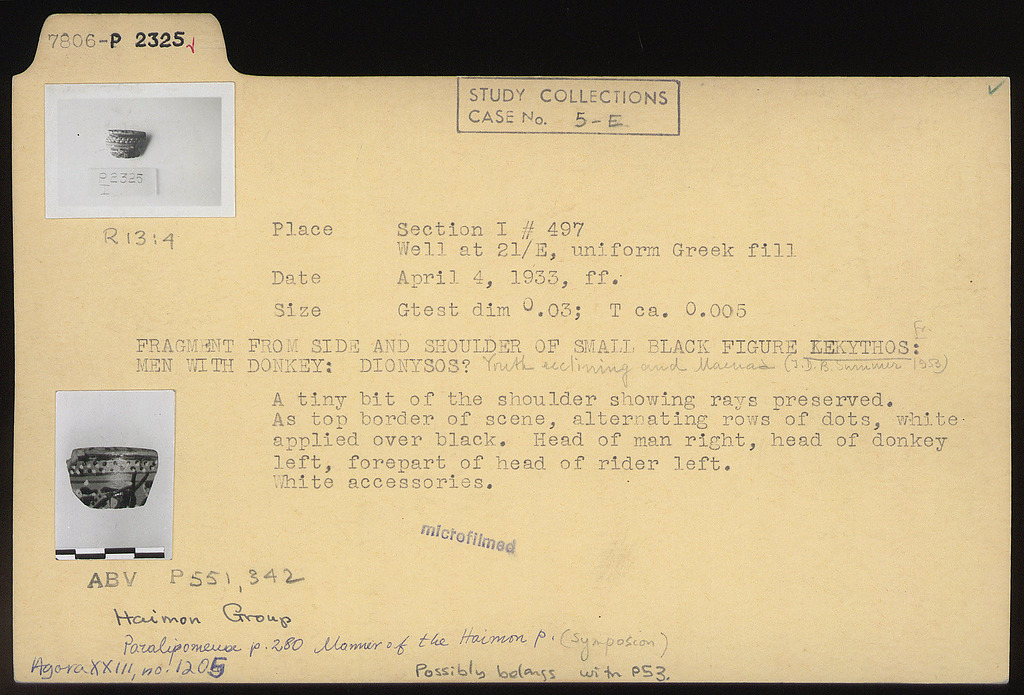 7806-P 2325
STUDY COLLECTIONS
CASE No. 5-E
P 2325
I
R 13:4
Place Section I # 497
Well at 21/E, uniform Greek fill
Date April 4, 1933, ff.
Size Gtest dim 0.03; T ca. 0.005
Fr.
FRAGMENT FROM SIDE AND SHOULDER OF SMALL BLACK FIGURE LEKYTHOS:
MEN WITH DONKEY: DIONYSOS? Youth reclining and Maenad (J.D.B. Summer 1953)
A tiny bit of the shoulder showing rays preserved.
As top border of scene, alternating rows of dots, white
applied over black. Head of man right, head of donkey
left, forepart of head of rider left.
White accessories.
microfilmed
ABV P551,342
Haimon Group
Paralipomena p. 280 Manner of the Haimon p. (Symposion)
Agora XXIII, no. 1205
Possibly belongs with P53.